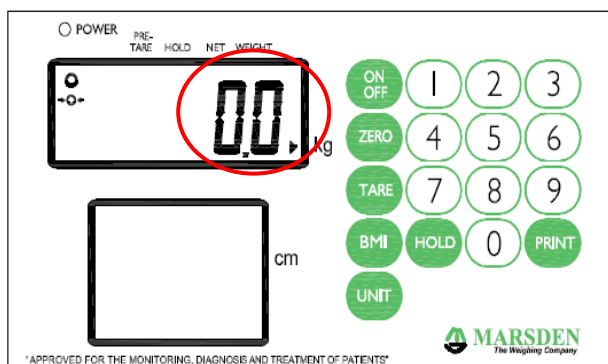 POWER
PRE-
TARE HOLD NET WEIGHT
0.0
kg
cm
ON
OFF
1 2 3
ZERO 4 5 6
TARE 7 8 9
BMI HOLD 0 PRINT
UNIT
MARSDEN
The Weighing Company
"APPROVED FOR THE MONITORING, DIAGNOSIS AND TREATMENT OF PATIENTS"